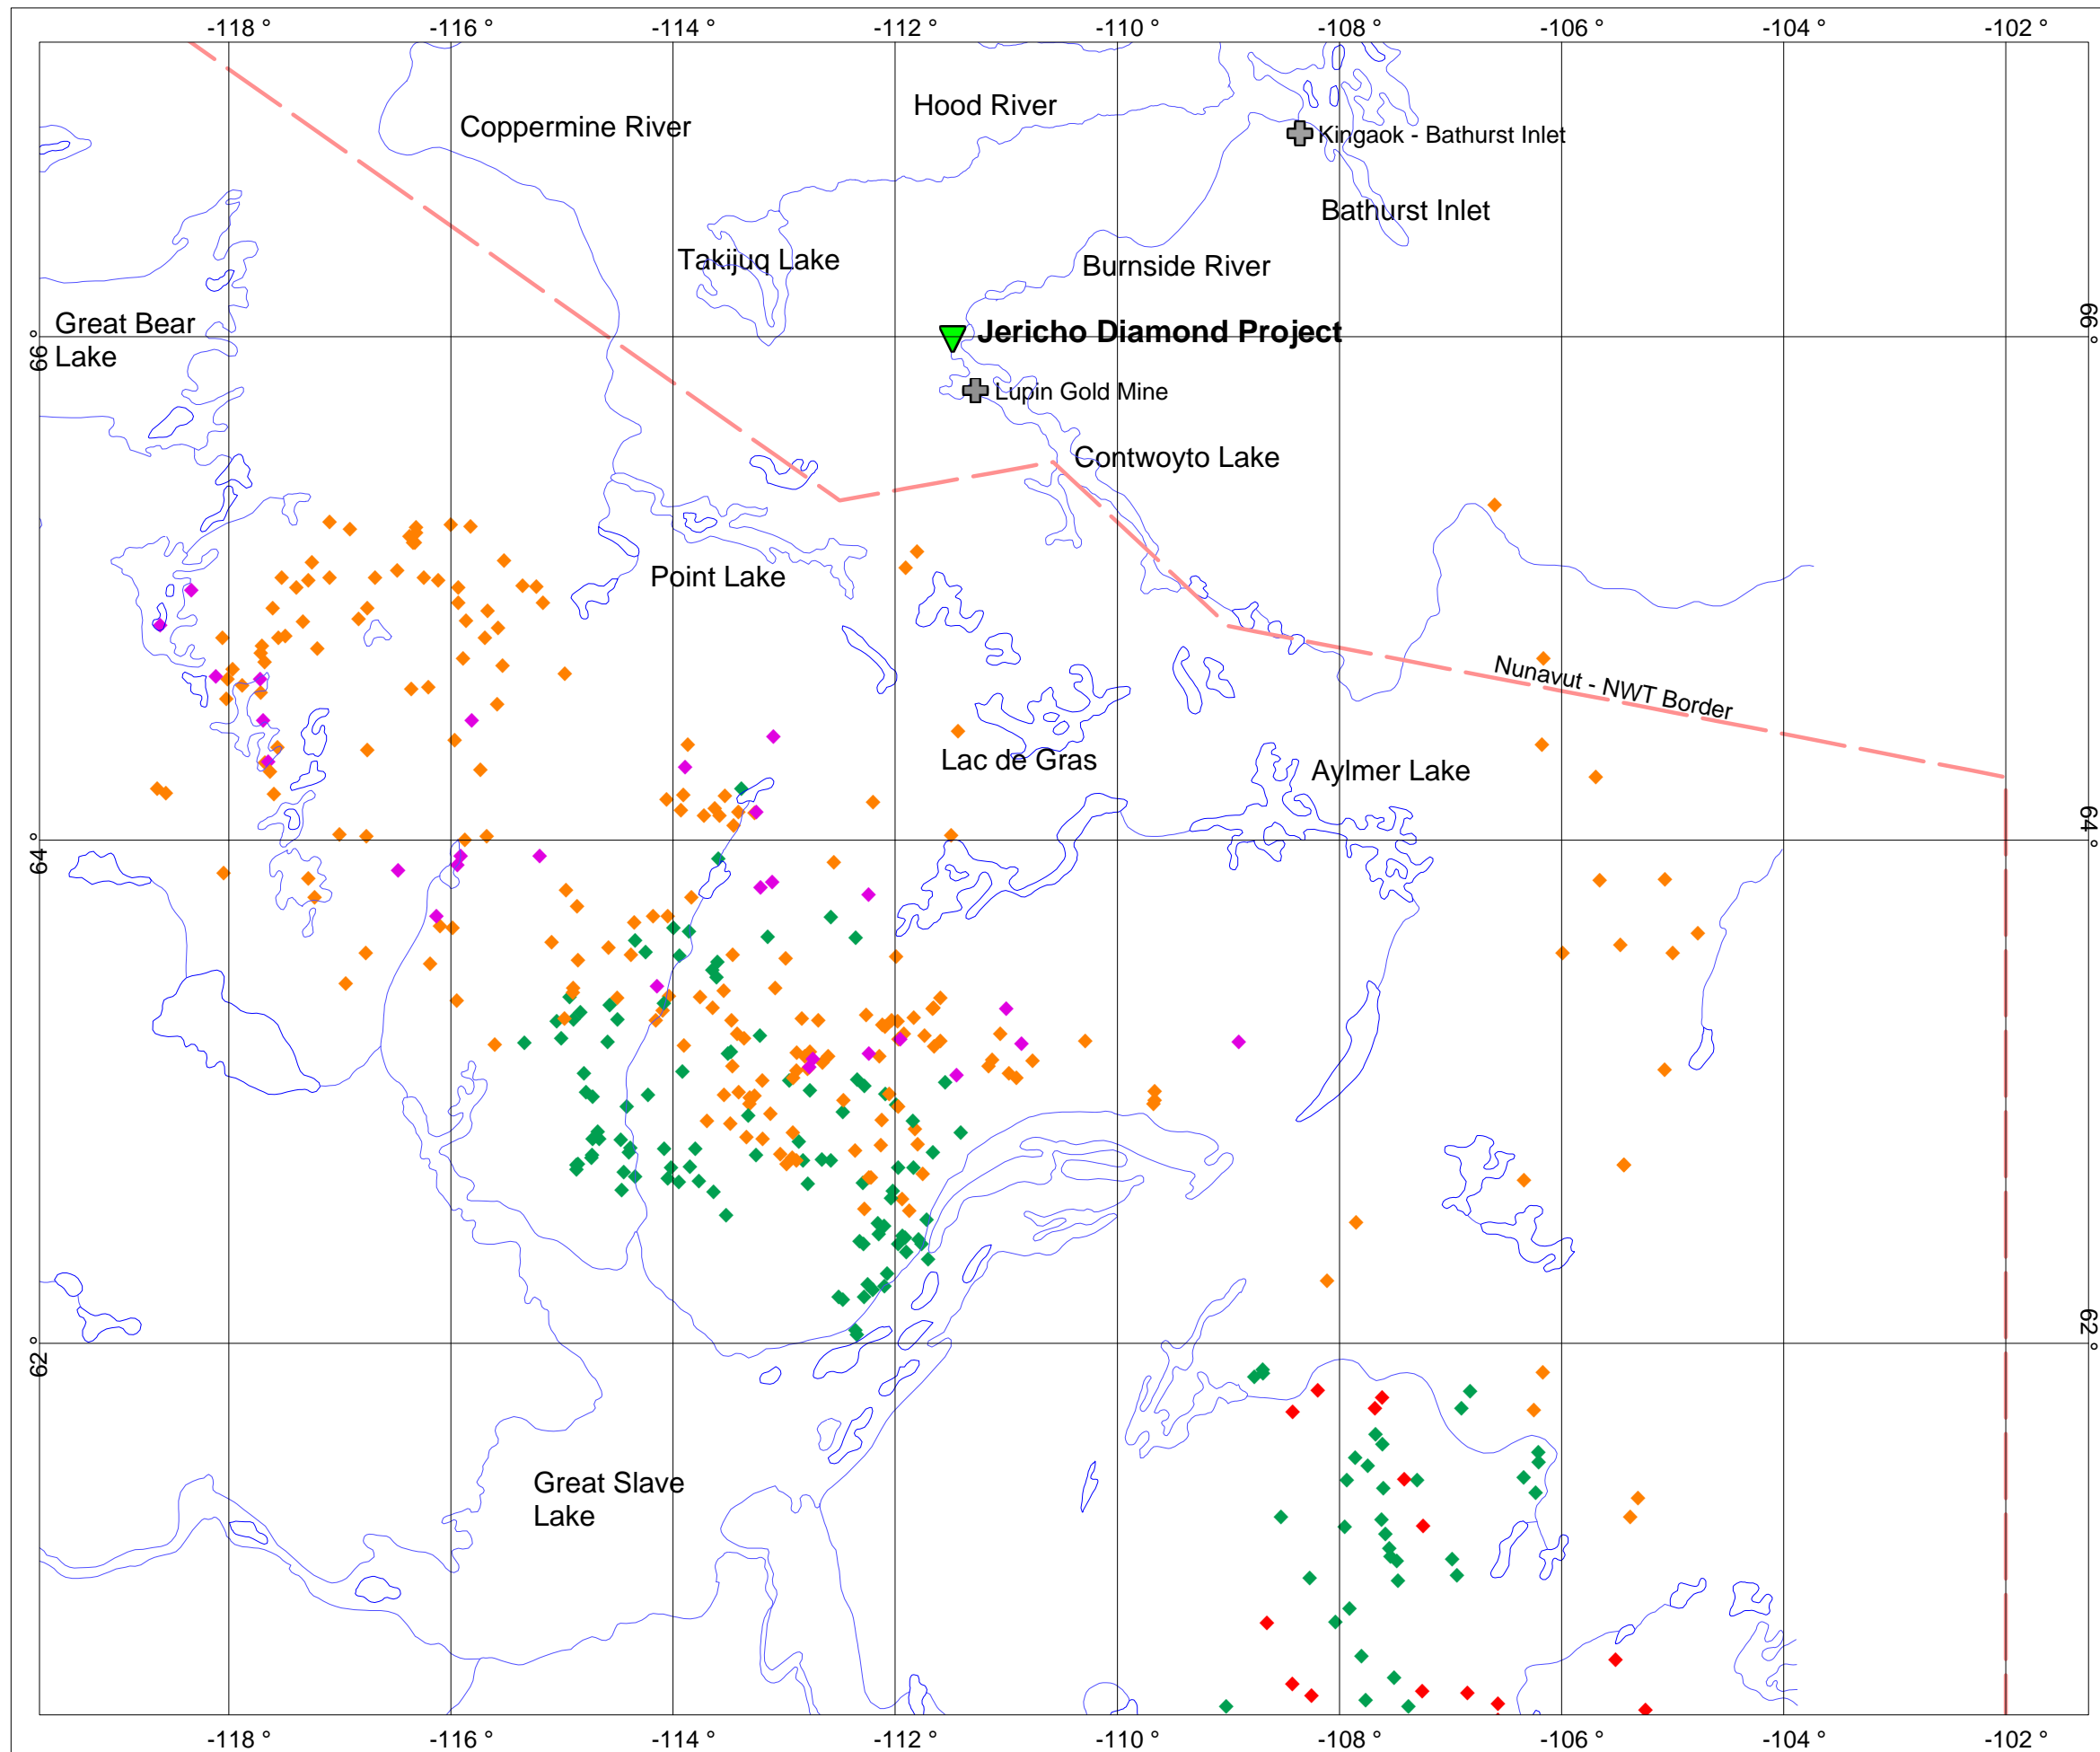 -118 °
-116 °
-114 °
-112 °
-110 °
-108 °
-106 °
-104 °
-102 °
Hood River
Coppermine River
Kingaok - Bathurst Inlet
Bathurst Inlet
Takijuq Lake
Burnside River
Great Bear
Lake
66 °
Jericho Diamond Project
66 °
Lupin Gold Mine
Contwoyto Lake
Point Lake
Nunavut - NWT Border
Lac de Gras
Aylmer Lake
64 °
64 °
62 °
62 °
Great Slave
Lake
-118 °
-116 °
-114 °
-112 °
-110 °
-108 °
-106 °
-104 °
-102 °